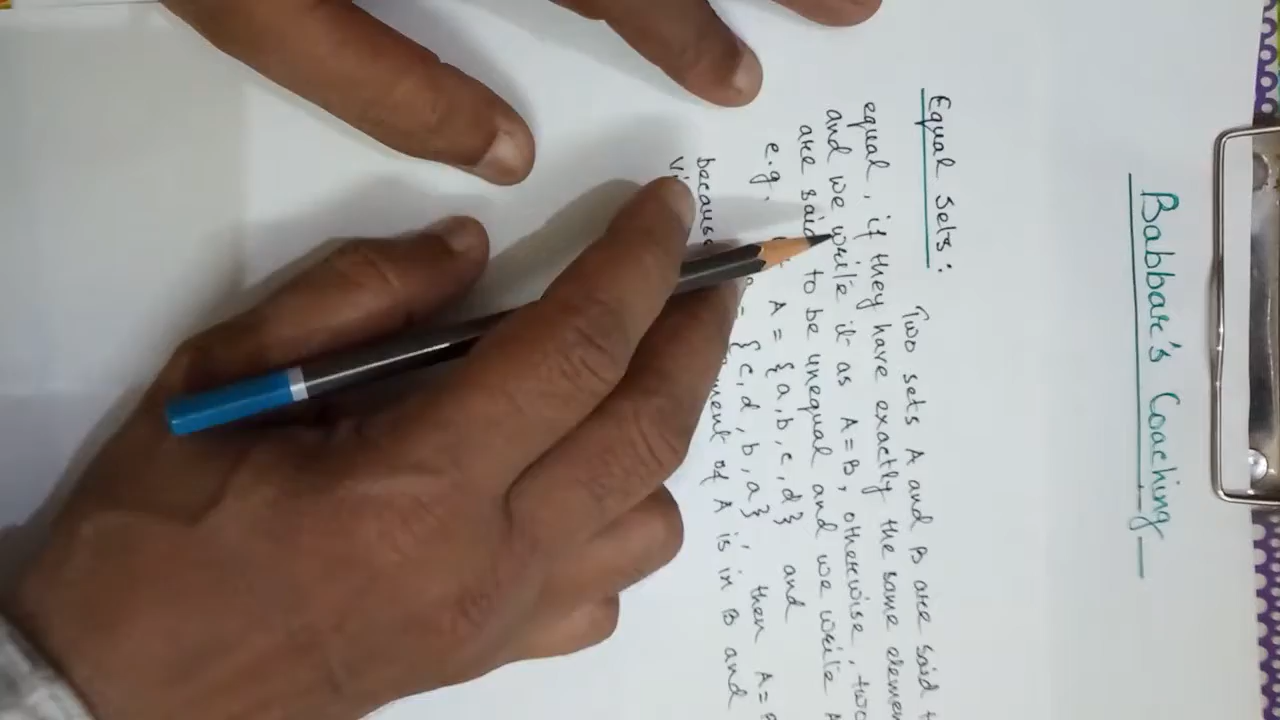 Babbar's Coaching
Equal Sets:
Two sets A and B are said
equal, if they have exactly the same
and we write it as A=B, otherwise, two
are said to be unequal and we write
e.g. A = {a,b,c,d} and
= {c,d,b,a}, then A=
because of A is in B and